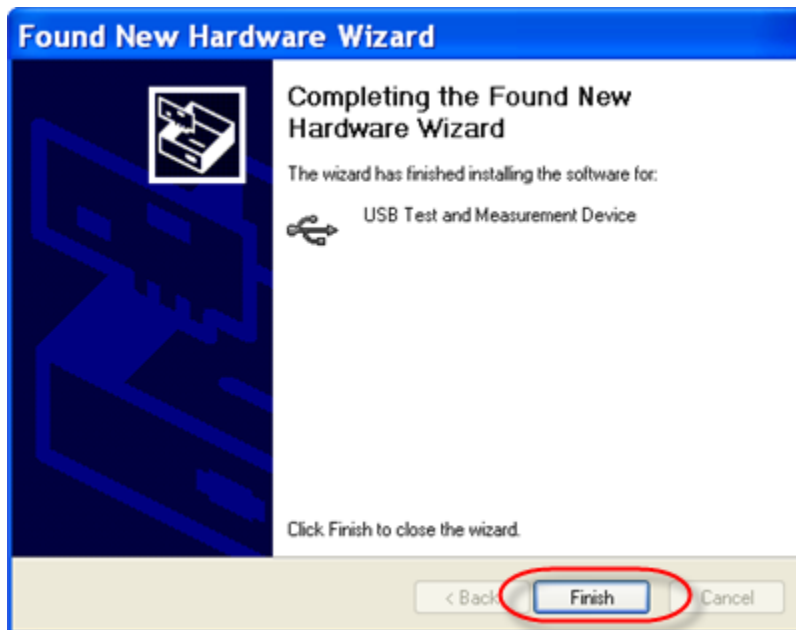 Found New Hardware Wizard
Completing the Found New
Hardware Wizard
The wizard has finished installing the software for:
USB Test and Measurement Device
Click Finish to close the wizard.
< Back
Finish
Cancel